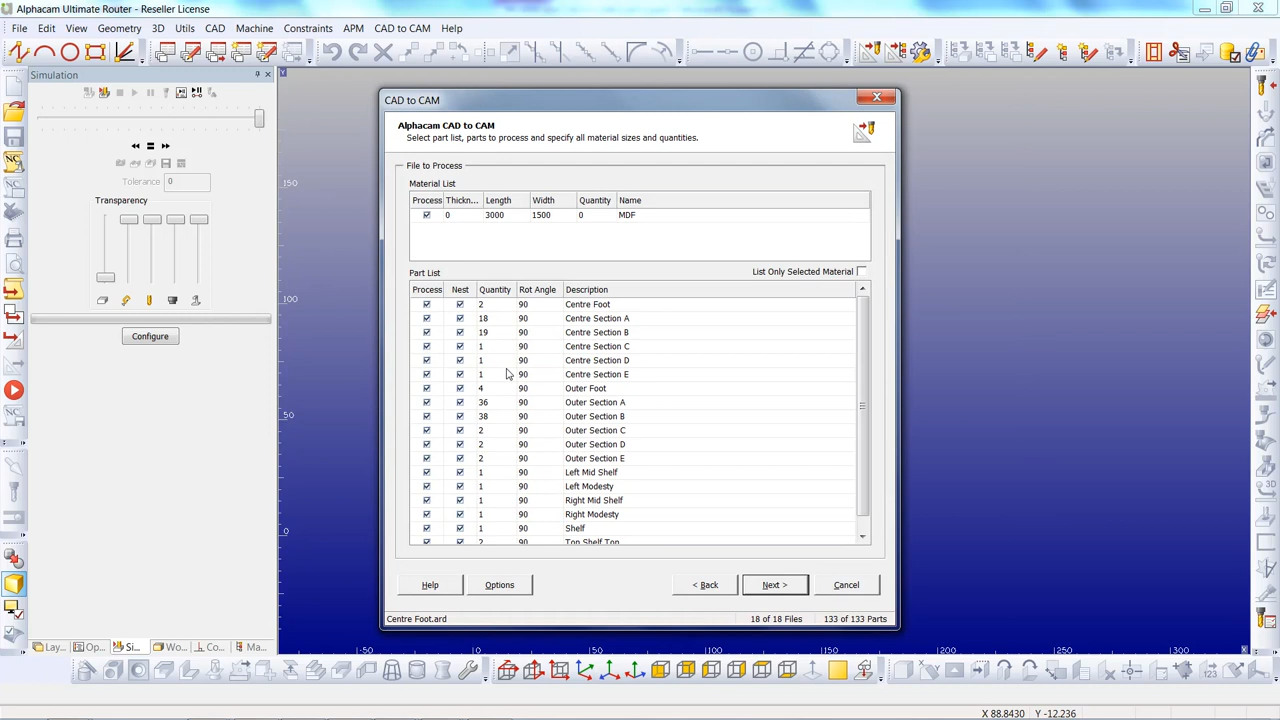 Alphacam Ultimate Router - Reseller License
File Edit View Geometry 3D Utils CAD Machine Constraints APM CAD to CAM Help
Simulation
Tolerance 0
Transparency
Configure
Lay... Op... Si... Wo... Co... Ma...
150
100
50
0
-50 0 50 100 150 200 250 300
CAD to CAM
Alphacam CAD to CAM
Select part list, parts to process and specify all material sizes and quantities.
File to Process
Material List
Process Thickn... Length Width Quantity Name
0 3000 1500 0 MDF
Part List List Only Selected Material
Process Nest Quantity Rot Angle Description
2 90 Centre Foot
18 90 Centre Section A
19 90 Centre Section B
1 90 Centre Section C
1 90 Centre Section D
1 90 Centre Section E
4 90 Outer Foot
36 90 Outer Section A
38 90 Outer Section B
2 90 Outer Section C
2 90 Outer Section D
2 90 Outer Section E
1 90 Left Mid Shelf
1 90 Left Modesty
1 90 Right Mid Shelf
1 90 Right Modesty
1 90 Shelf
2 90 Top Shelf Top
Help Options < Back Next > Cancel
Centre Foot.ard 18 of 18 Files 133 of 133 Parts
X 88.8430 Y -12.236